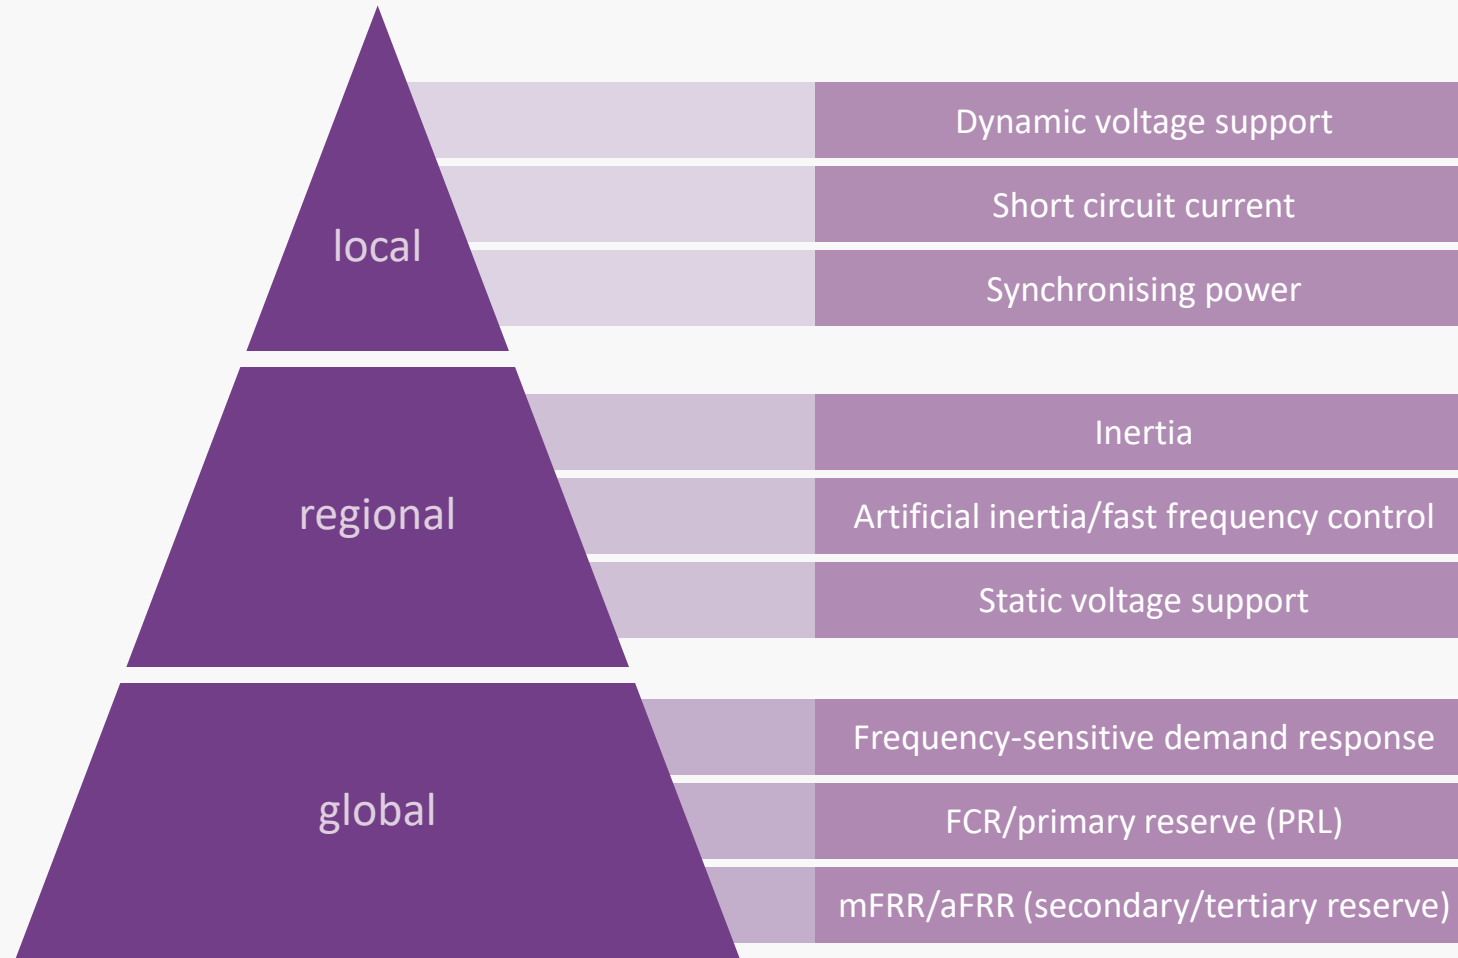 local
Dynamic voltage support
Short circuit current
Synchronising power
regional
Inertia
Artificial inertia/fast frequency control
Static voltage support
global
Frequency-sensitive demand response
FCR/primary reserve (PRL)
mFRR/aFRR (secondary/tertiary reserve)